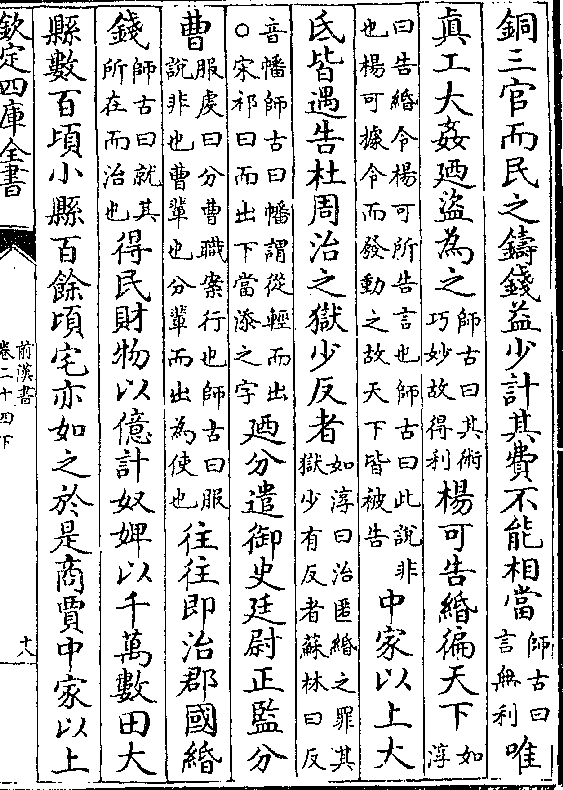 銅三官而民之鑄錢益少計其費不能相當師古曰言無利唯
真工大姦廼盜為之師古曰其術巧妙故得利楊可告緡徧天下如淳
曰告緡令楊可所告言也師古曰此說非也楊可據令而發動之故天下皆被告中家以上大
氐皆遇告杜周治之獄少反者如淳曰治匿緡之罪其獄少有反者蘇林曰反
音幡師古曰幡謂從輕而出○宋祁曰而出下當添之字廼分遣御史廷尉正監分
曹服虔曰分曹職案行也師古曰服說非也曹輩也分輩而出為使也往往即治郡國緡
錢師古曰就其所在而治也得民財物以億計奴婢以千萬數田大
縣數百頃小縣百餘頃宅亦如之於是商賈中家以上
欽定四庫全書
前漢書
卷二十四下
十八